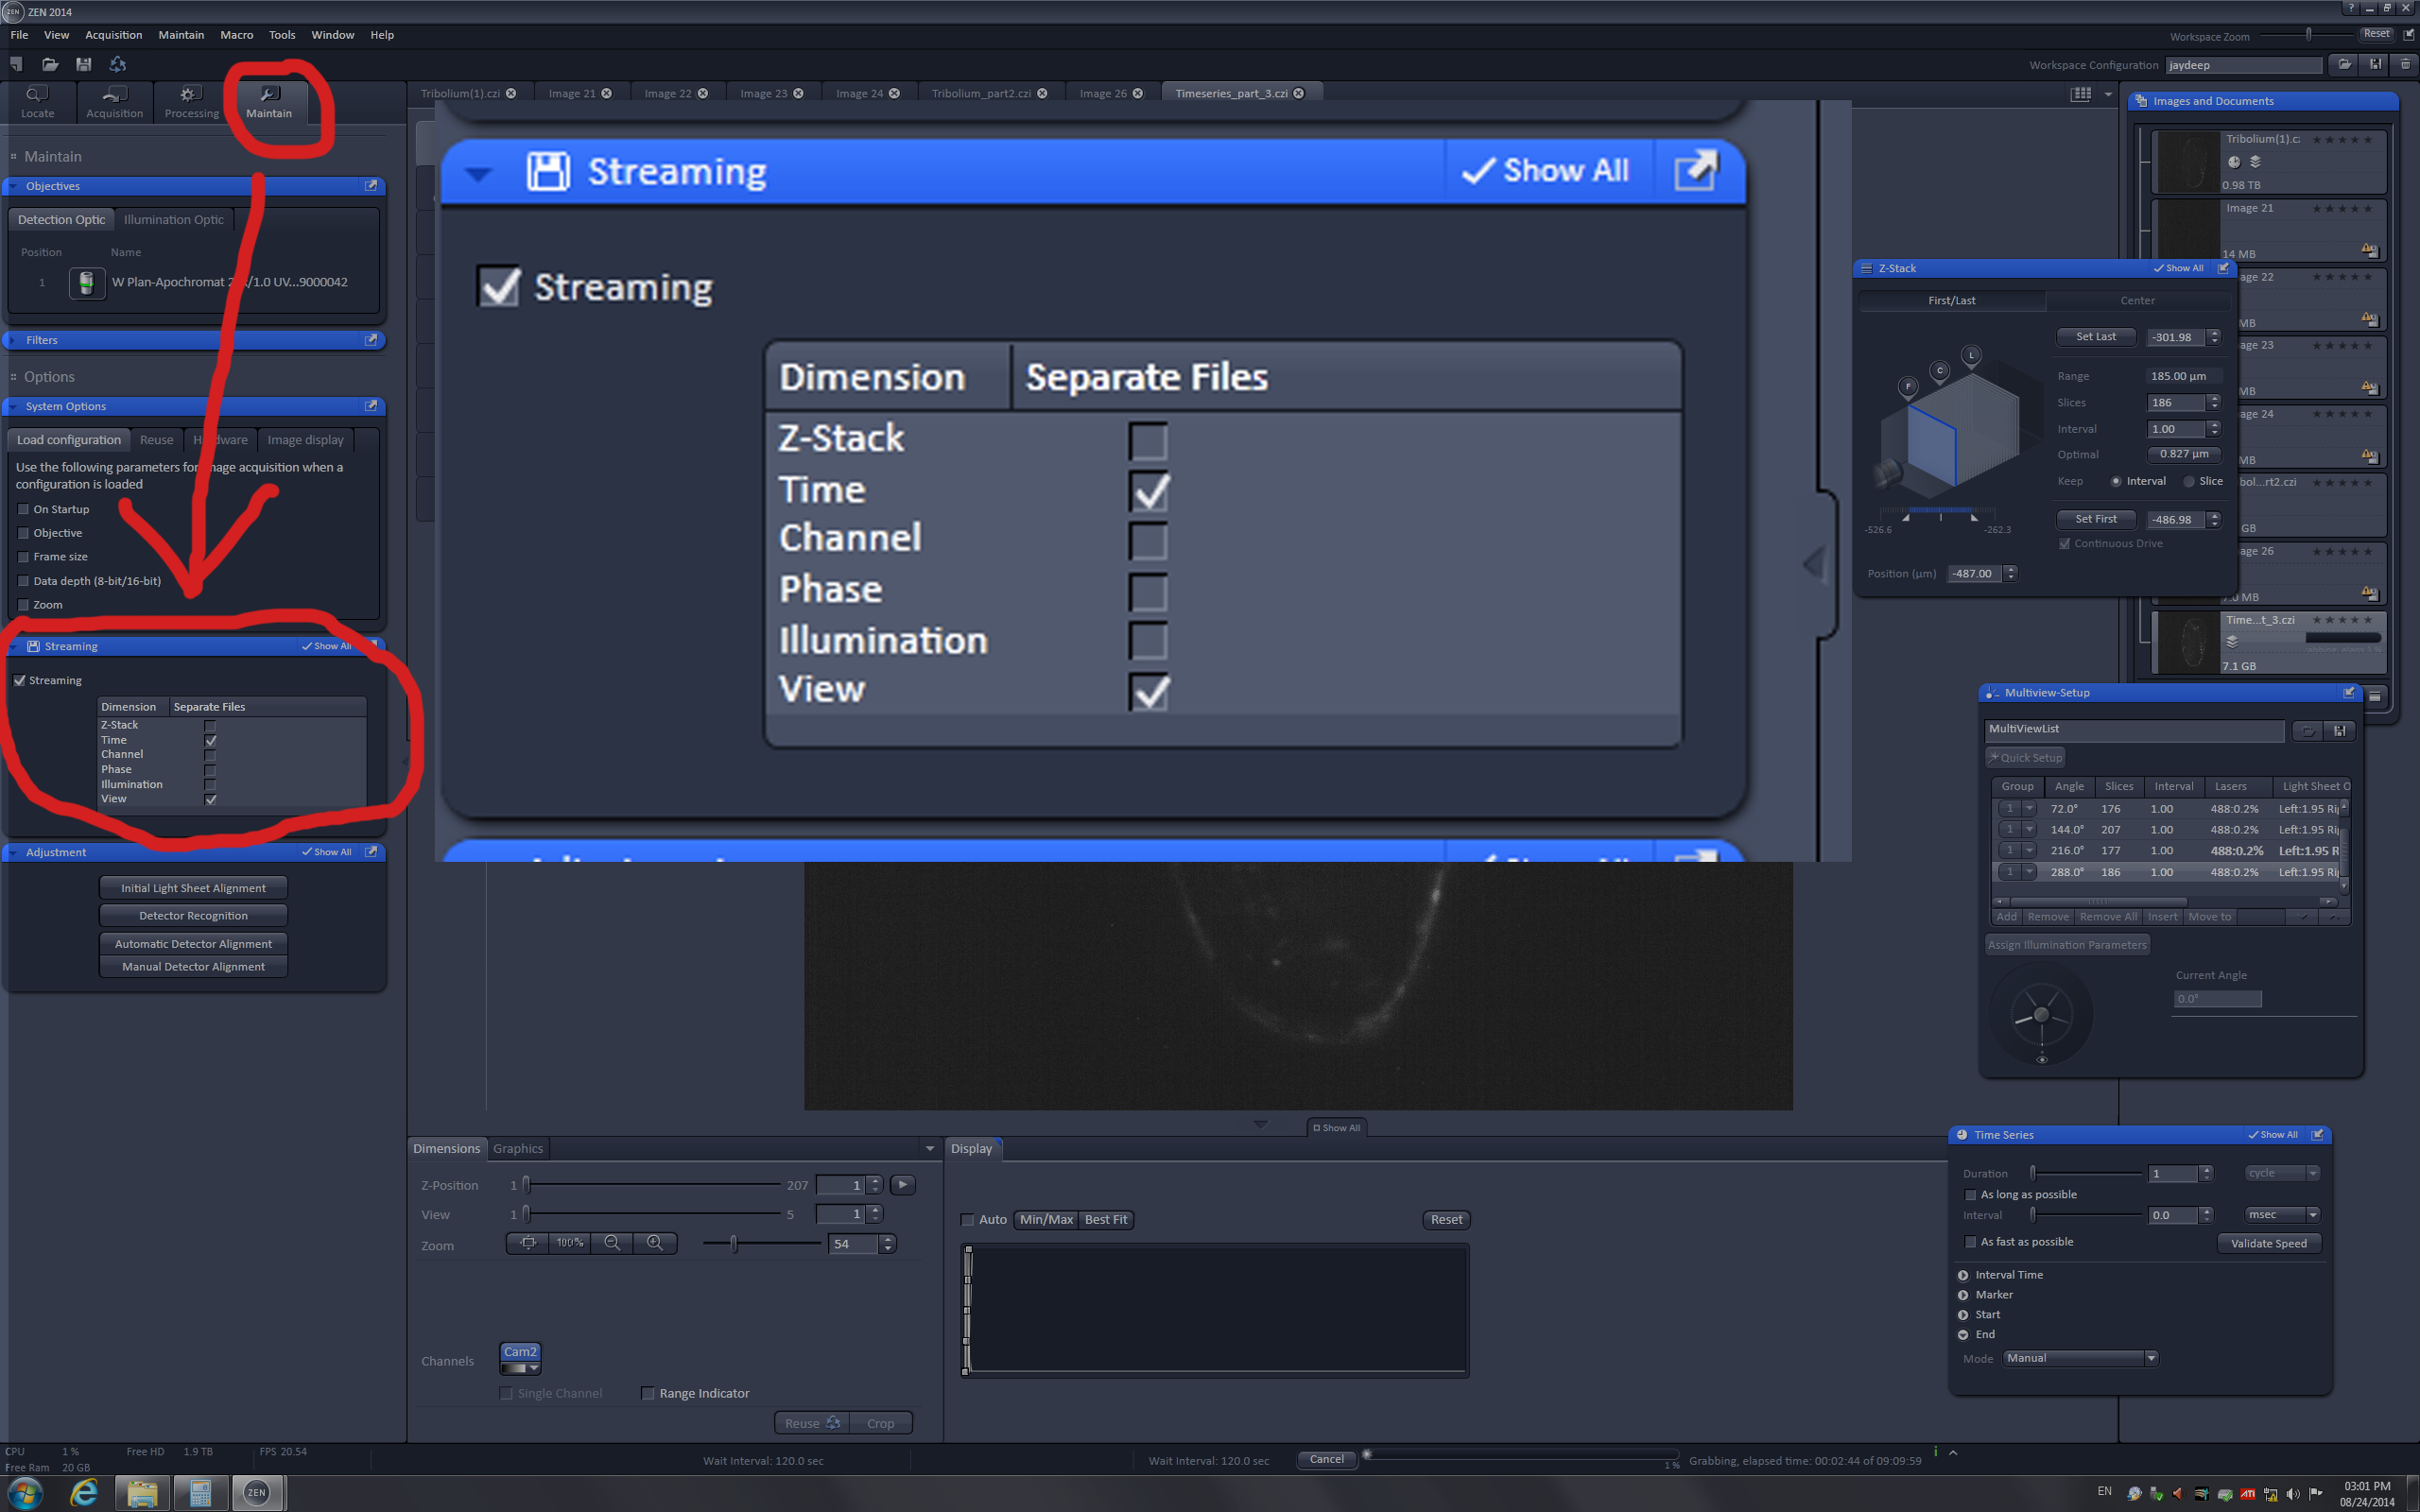 ZEN 2014
File View Acquisition Maintain Macro Tools Window Help
Workspace Zoom Reset
Workspace Configuration jaydeep
Locate Acquisition Processing Maintain
Tribolium(1).czi Image 21 Image 22 Image 23 Image 24 Tribolium_part2.czi Image 26 Timeseries_part_3.czi
Maintain
Objectives
Detection Optic Illumination Optic
Position Name
1 W Plan-Apochromat 2 /1.0 UV...9000042
Filters
Options
System Options
Load configuration Reuse Hardware Image display
Use the following parameters for image acquisition when a
configuration is loaded
On Startup
Objective
Frame size
Data depth (8-bit/16-bit)
Zoom
Streaming Show All
Streaming
Dimension Separate Files
Z-Stack
Time
Channel
Phase
Illumination
View
Adjustment Show All
Initial Light Sheet Alignment
Detector Recognition
Automatic Detector Alignment
Manual Detector Alignment
Streaming Show All
Streaming
Dimension Separate Files
Z-Stack
Time
Channel
Phase
Illumination
View
Images and Documents
Tribolium(1).c
0.98 TB
Image 21
14 MB
age 22
MB
age 23
MB
age 24
MB
bol...rt2.czi
GB
age 26
7.0 MB
Time...t_3.czi
7.1 GB
Z-Stack Show All
First/Last Center
Set Last -301.98
Range 185.00 µm
Slices 186
Interval 1.00
Optimal 0.827 µm
Keep Interval Slice
Set First -486.98
Continuous Drive
L
C
F
-526.6 -262.3
Position (µm) -487.00
Multiview-Setup
MultiViewList
Quick Setup
Group Angle Slices Interval Lasers Light Sheet O
1 72.0° 176 1.00 488:0.2% Left:1.95 Ri
1 144.0° 207 1.00 488:0.2% Left:1.95 Ri
1 216.0° 177 1.00 488:0.2% Left:1.95 R
1 288.0° 186 1.00 488:0.2% Left:1.95 Ri
Add Remove Remove All Insert Move to
Assign Illumination Parameters
Current Angle
0.0°
Show All
Dimensions Graphics
Z-Position 1 207 1
View 1 5 1
Zoom 100% 54
Channels Cam2
Single Channel Range Indicator
Reuse Crop
Display
Auto Min/Max Best Fit Reset
Time Series Show All
Duration 1 cycle
As long as possible
Interval 0.0 msec
As fast as possible Validate Speed
Interval Time
Marker
Start
End
Mode Manual
CPU 1 % Free HD 1.9 TB FPS 20.54
Free Ram 20 GB
Wait Interval: 120.0 sec Wait Interval: 120.0 sec Cancel 1 % Grabbing, elapsed time: 00:02:44 of 09:09:59
ZEN
EN ATI 03:01 PM
08/24/2014